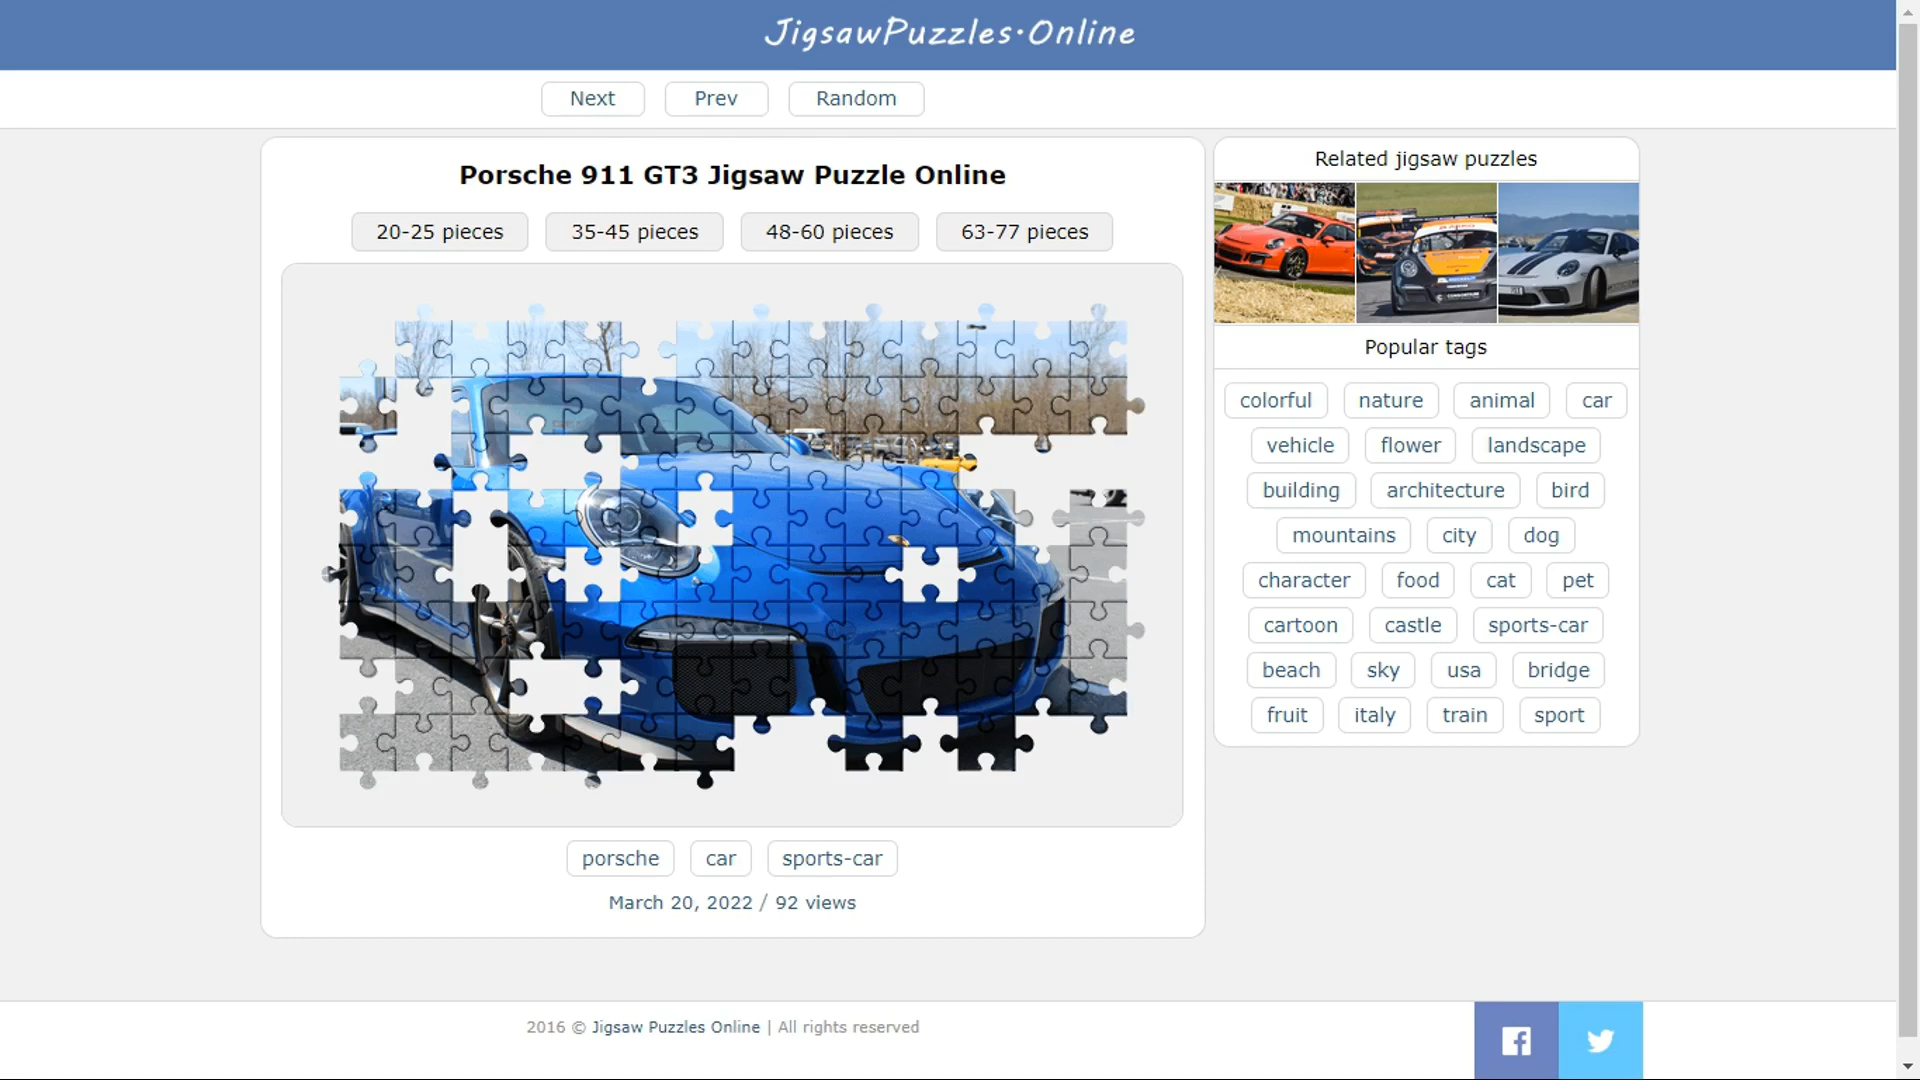 JigsawPuzzles·Online
Next Prev Random
Porsche 911 GT3 Jigsaw Puzzle Online
20-25 pieces 35-45 pieces 48-60 pieces 63-77 pieces
porsche car sports-car
March 20, 2022 / 92 views
Related jigsaw puzzles
Popular tags
colorful nature animal car
vehicle flower landscape
building architecture bird
mountains city dog
character food cat pet
cartoon castle sports-car
beach sky usa bridge
fruit italy train sport
2016 © Jigsaw Puzzles Online | All rights reserved